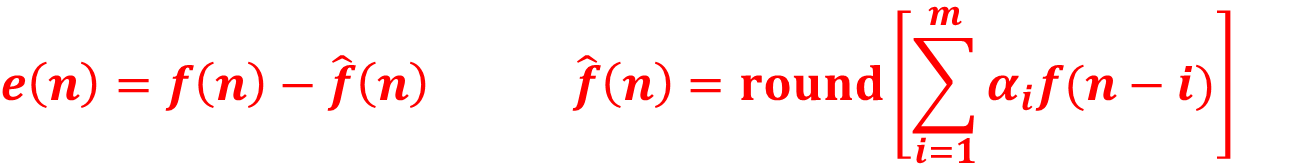 e(n) = f(n) − f̂(n) f̂(n) = round[∑_{i=1}^{m} α_i f(n − i)]